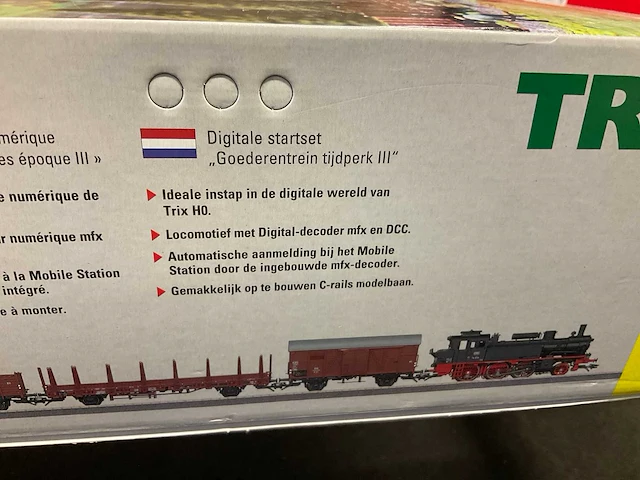 TR
mérique
es époque III »
e numérique de
r numérique mfx
à la Mobile Station
intégré.
e à monter.
Digitale startset
„Goederentrein tijdperk III“
Ideale instap in de digitale wereld van
Trix H0.
Locomotief met Digital-decoder mfx en DCC.
Automatische aanmelding bij het Mobile
Station door de ingebouwde mfx-decoder.
Gemakkelijk op te bouwen C-rails modelbaan.